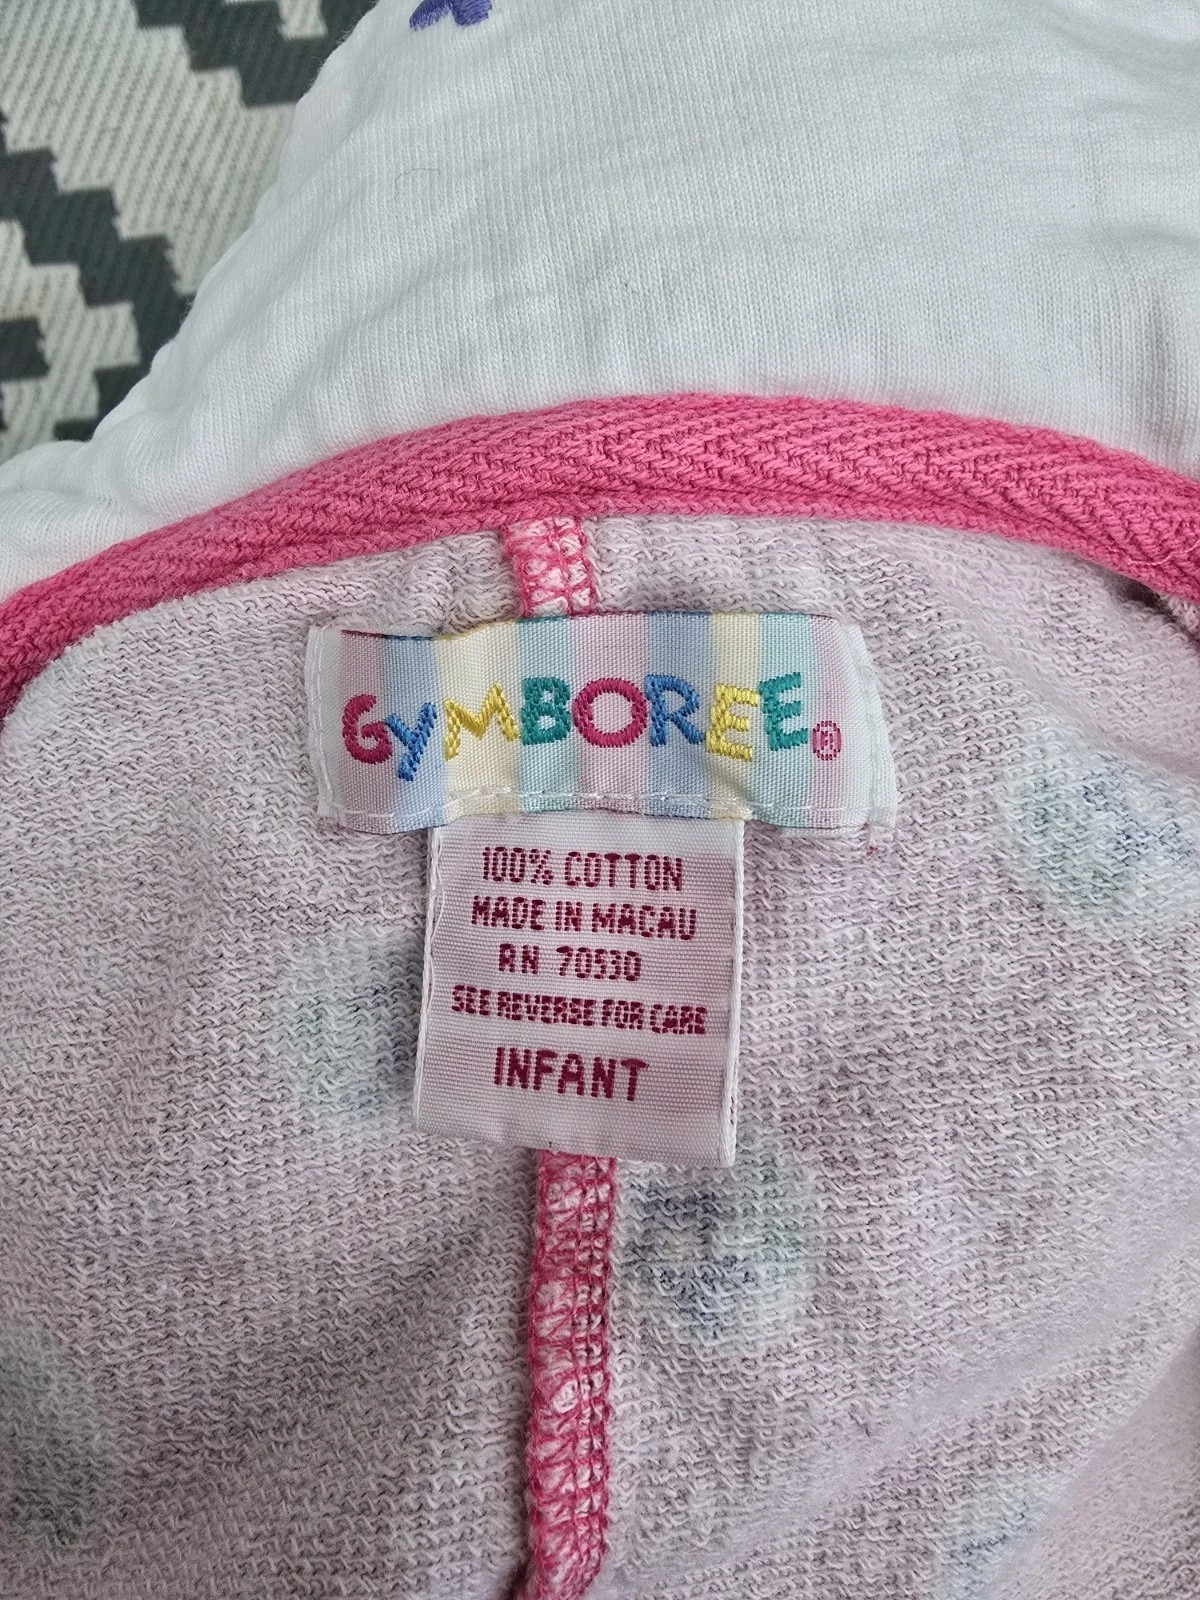 GYMBOREE®
100% COTTON
MADE IN MACAU
RN 70530
SEE REVERSE FOR CARE
INFANT